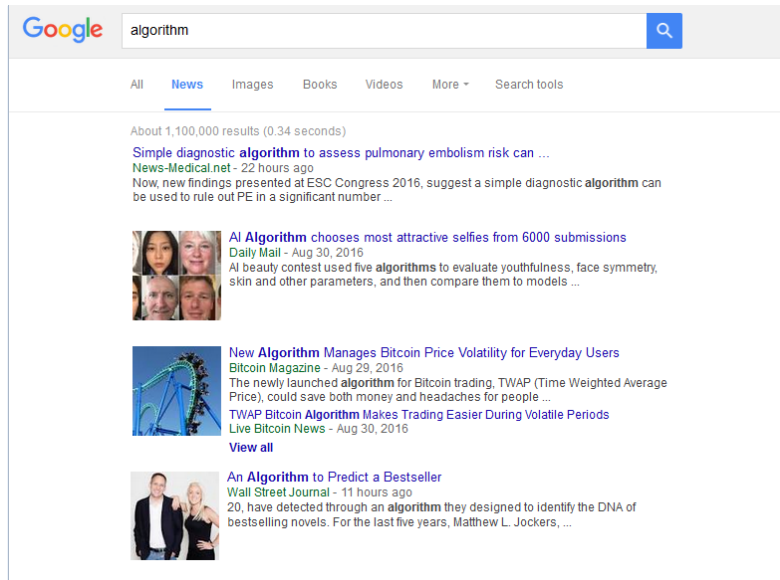 Google
algorithm
All News Images Books Videos More Search tools
About 1,100,000 results (0.34 seconds)
Simple diagnostic algorithm to assess pulmonary embolism risk can ...
News-Medical.net - 22 hours ago
Now, new findings presented at ESC Congress 2016, suggest a simple diagnostic algorithm can
be used to rule out PE in a significant number ...
AI Algorithm chooses most attractive selfies from 6000 submissions
Daily Mail - Aug 30, 2016
AI beauty contest used five algorithms to evaluate youthfulness, face symmetry,
skin and other parameters, and then compare them to models ...
New Algorithm Manages Bitcoin Price Volatility for Everyday Users
Bitcoin Magazine - Aug 29, 2016
The newly launched algorithm for Bitcoin trading, TWAP (Time Weighted Average
Price), could save both money and headaches for people ...
TWAP Bitcoin Algorithm Makes Trading Easier During Volatile Periods
Live Bitcoin News - Aug 30, 2016
View all
An Algorithm to Predict a Bestseller
Wall Street Journal - 11 hours ago
20, have detected through an algorithm they designed to identify the DNA of
bestselling novels. For the last five years, Matthew L. Jockers, ...